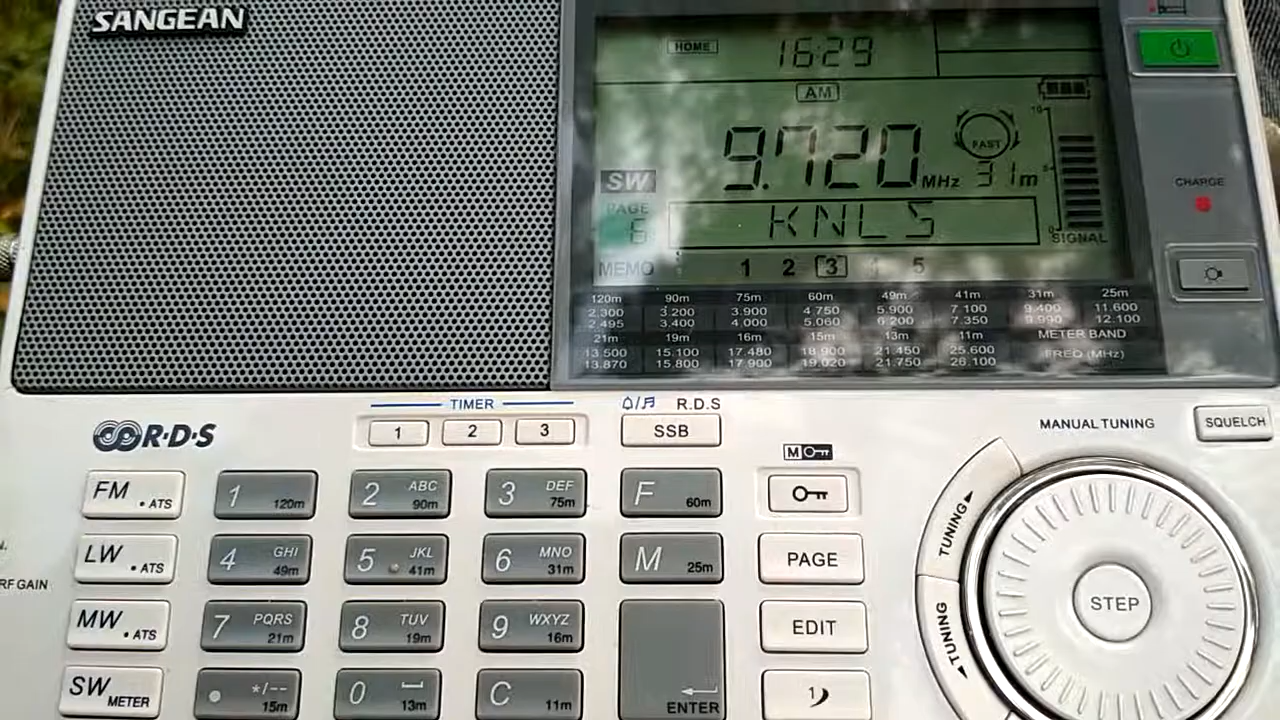 SANGEAN
HOME 16:29
AM
9.720 MHz 31m
FAST
SW
PAGE 6
KNLS
10
5
0
SIGNAL
MEMO 1 2 3 4 5
CHARGE
120m 90m 75m 60m 49m 41m 31m 25m
2.300 3.200 3.900 4.750 5.900 7.100 9.400 11.600
2.495 3.400 4.000 5.060 6.200 7.350 9.990 12.100
21m 19m 16m 15m 13m 11m METER BAND
13.500 15.100 17.480 18.900 21.450 25.600 FREQ (MHz)
13.870 15.800 17.900 19.020 21.750 26.100
R·D·S
TIMER
1 2 3
R.D.S
SSB
MANUAL TUNING
SQUELCH
M
FM • ATS
1 120m
2 ABC 90m
3 DEF 75m
F 60m
LW • ATS
4 GHI 49m
5 JKL 41m
6 MNO 31m
M 25m
PAGE
RF GAIN
MW • ATS
7 PQRS 21m
8 TUV 19m
9 WXYZ 16m
EDIT
SW METER
• */-- 15m
0 13m
C 11m
ENTER
TUNING
TUNING
STEP